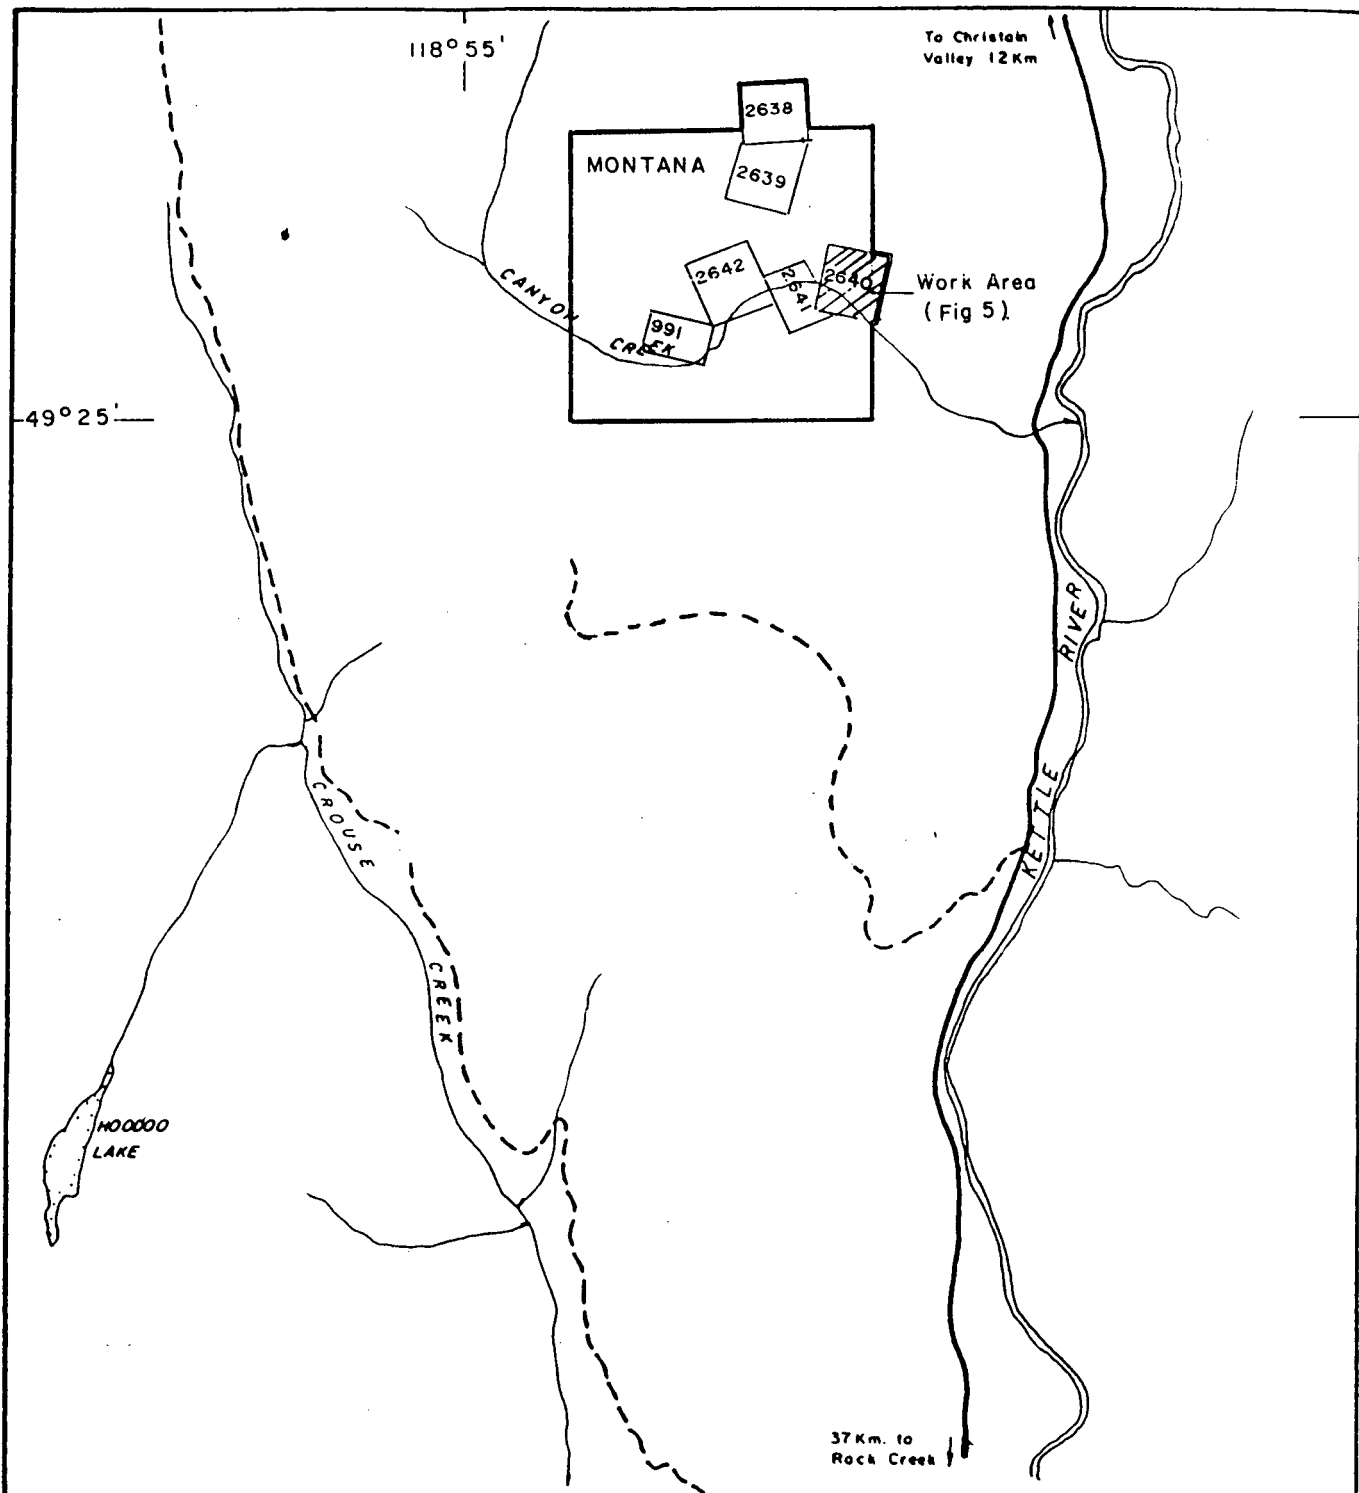 118° 55'
To Christain
Valley 12 Km
2638
MONTANA
2639
2642
2641
2640
Work Area
(Fig 5)
CANYON CREEK
991
49° 25'
KETTLE RIVER
CROUSE CREEK
HOODOO
LAKE
37 Km. to
Rock Creek